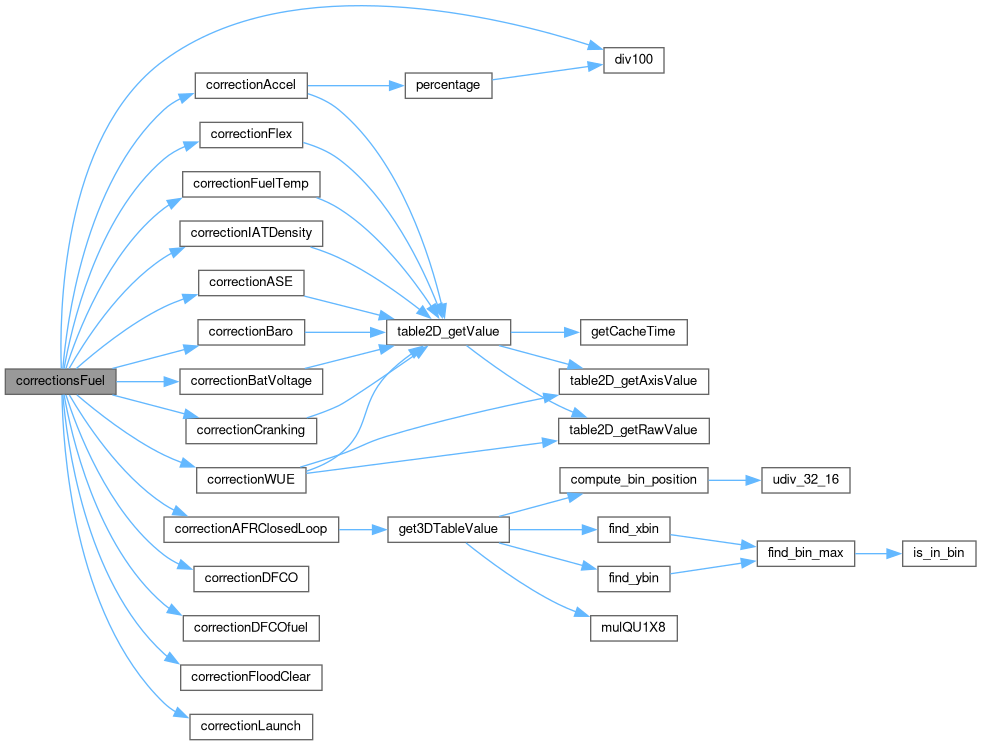 div100
correctionAccel
percentage
correctionFlex
correctionFuelTemp
correctionIATDensity
correctionASE
correctionBaro
table2D_getValue
getCacheTime
correctionsFuel
correctionBatVoltage
table2D_getAxisValue
correctionCranking
table2D_getRawValue
correctionWUE
compute_bin_position
udiv_32_16
correctionAFRClosedLoop
get3DTableValue
find_xbin
find_bin_max
is_in_bin
correctionDFCO
find_ybin
correctionDFCOfuel
mulQU1X8
correctionFloodClear
correctionLaunch